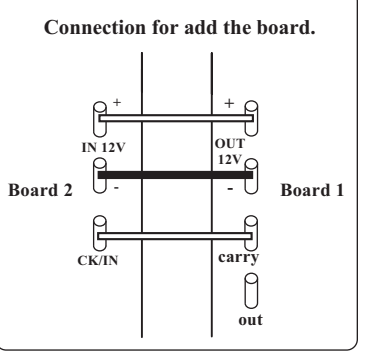 Connection for add the board.
+ +
IN 12V OUT
12V
Board 2 - - Board 1
CK/IN carry
out